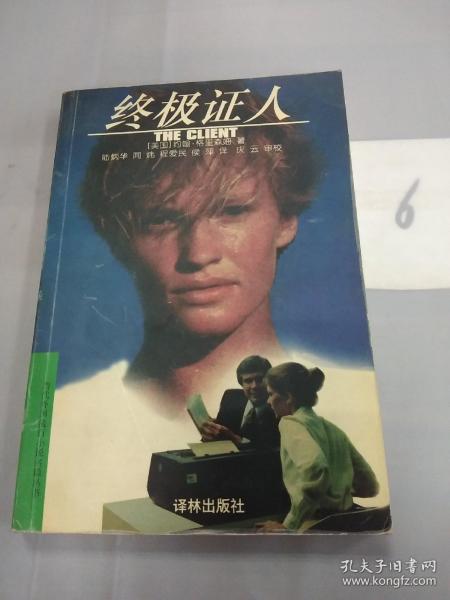 终极证人
THE CLIENT
[美国]约翰·格里森姆 著
6
译林出版社
孔夫子旧书网
www.kongfz.com